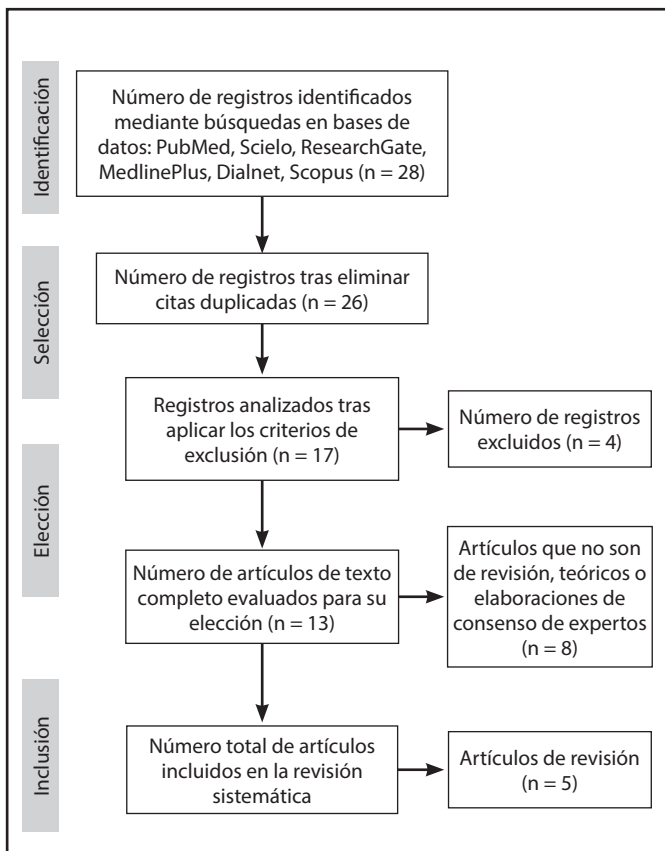 Identificación
Número de registros identificados
mediante búsquedas en bases de
datos: PubMed, Scielo, ResearchGate,
MedlinePlus, Dialnet, Scopus (n = 28)
Selección
Número de registros tras eliminar
citas duplicadas (n = 26)
Registros analizados tras
aplicar los criterios de
exclusión (n = 17)
Número de registros
excluidos (n = 4)
Elección
Número de artículos de texto
completo evaluados para su
elección (n = 13)
Artículos que no son
de revisión, teóricos o
elaboraciones de
consenso de expertos
(n = 8)
Inclusión
Número total de artículos
incluidos en la revisión
sistemática
Artículos de revisión
(n = 5)